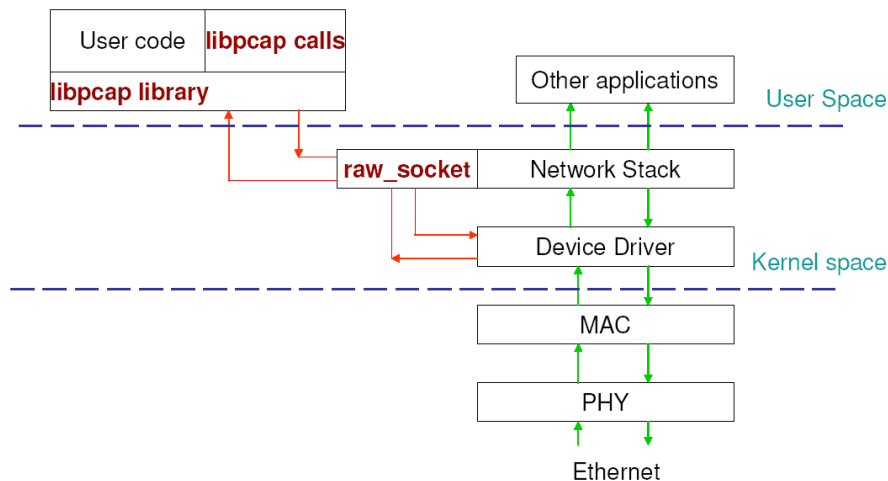 User code
libpcap calls
libpcap library
Other applications
User Space
raw_socket
Network Stack
Device Driver
Kernel space
MAC
PHY
Ethernet